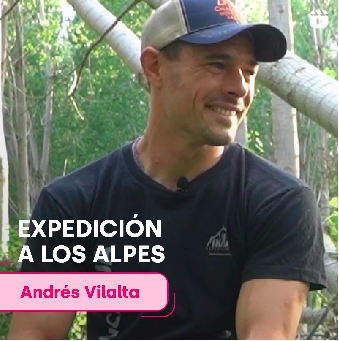 EXPEDICIÓN
A LOS ALPES
Andrés Vilalta